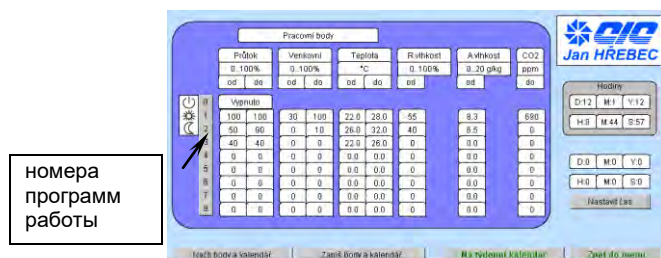 Pracovní body
CIC
Jan HŘEBEC
Průtok Venkovní Teplota R.vlhkost A.vlhkost CO2
0..100% 0..100% °C 0..100% 0..20 g/kg ppm
od do od do od do od od do
0 Vypnuto
1 100 100 30 100 22.0 28.0 55 8.3 690
2 50 90 0 10 26.0 32.0 40 6.5 0
3 40 40 0 0 22.0 26.0 0 0.0 0
4 0 0 0 0 0.0 0.0 0 0.0 0
5 0 0 0 0 0.0 0.0 0 0.0 0
6 0 0 0 0 0.0 0.0 0 0.0 0
7 0 0 0 0 0.0 0.0 0 0.0 0
8 0 0 0 0 0.0 0.0 0 0.0 0
Hodiny
D:12 M:1 Y:12
H:8 M:44 S:57
D:0 M:0 Y:0
H:0 M:0 S:0
Nastavit čas
номера
программ
работы
body a kalendář
Zapiš body a kalendář
Na týdenní kalendář
Zpět do menu